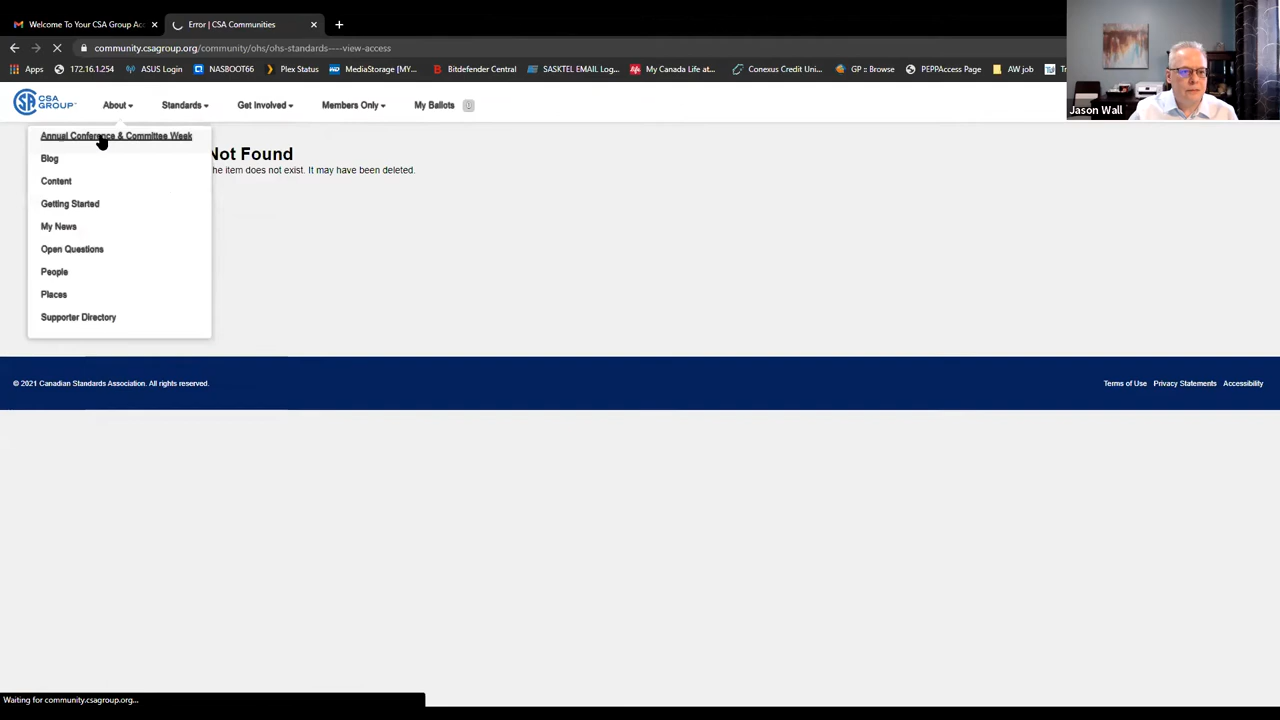 Welcome To Your CSA Group Acc
Error | CSA Communities
community.csagroup.org/community/ohs/ohs-standards----view-access
Apps 172.16.1.254 ASUS Login NASBOOT66 Plex Status MediaStorage [MY... Bitdefender Central SASKTEL EMAIL Log... My Canada Life at... Conexus Credit Uni... GP :: Browse PEPPAccess Page AW job
Jason Wall
CSA GROUP
About Standards Get Involved Members Only My Ballots
Annual Conference & Committee Week
Blog
Content
Getting Started
My News
Open Questions
People
Places
Supporter Directory
Not Found
he item does not exist. It may have been deleted.
© 2021 Canadian Standards Association. All rights reserved.
Terms of Use Privacy Statements Accessibility
Waiting for community.csagroup.org...